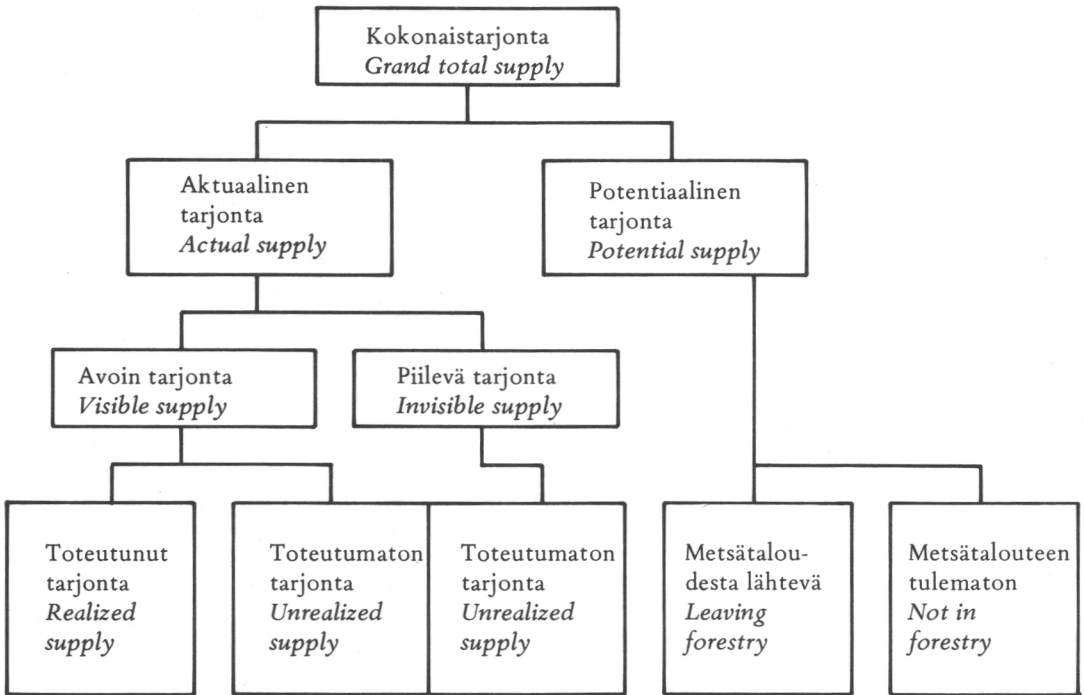 Kokonaistarjonta
Grand total supply
Aktuaalinen
tarjonta
Actual supply
Potentiaalinen
tarjonta
Potential supply
Avoin tarjonta
Visible supply
Piilevä tarjonta
Invisible supply
Toteutunut
tarjonta
Realized
supply
Toteutumaton
tarjonta
Unrealized
supply
Toteutumaton
tarjonta
Unrealized
supply
Metsätalou-
desta lähtevä
Leaving
forestry
Metsätalouteen
tulematon
Not in
forestry